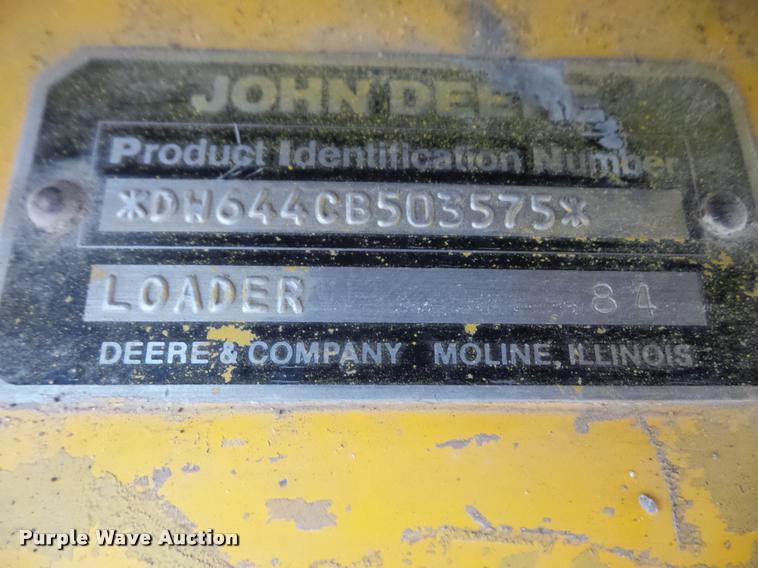 JOHN DEERE
Product Identification Number
*DW644CB503575*
LOADER 84
DEERE & COMPANY MOLINE, ILLINOIS
Purple Wave Auction